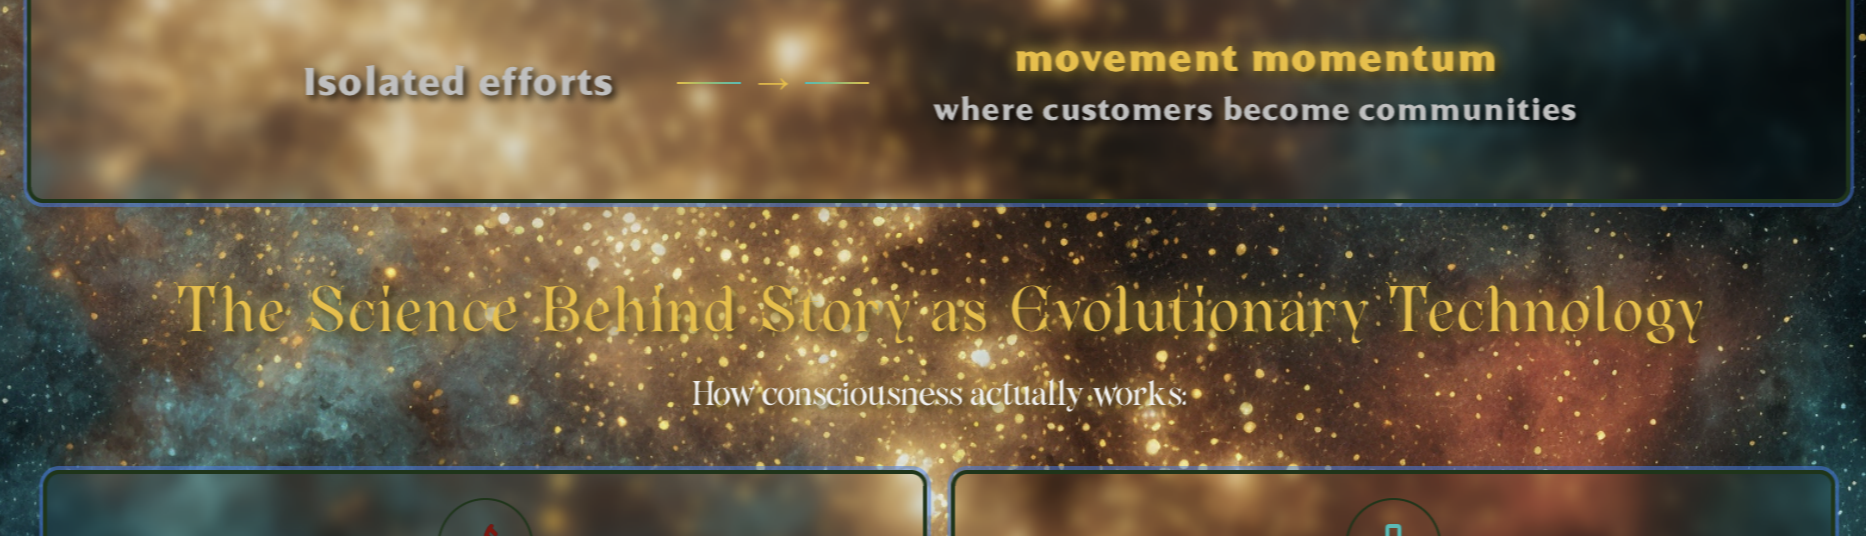 Isolated efforts
→
movement momentum
where customers become communities
The Science Behind Story as Evolutionary Technology
How consciousness actually works: